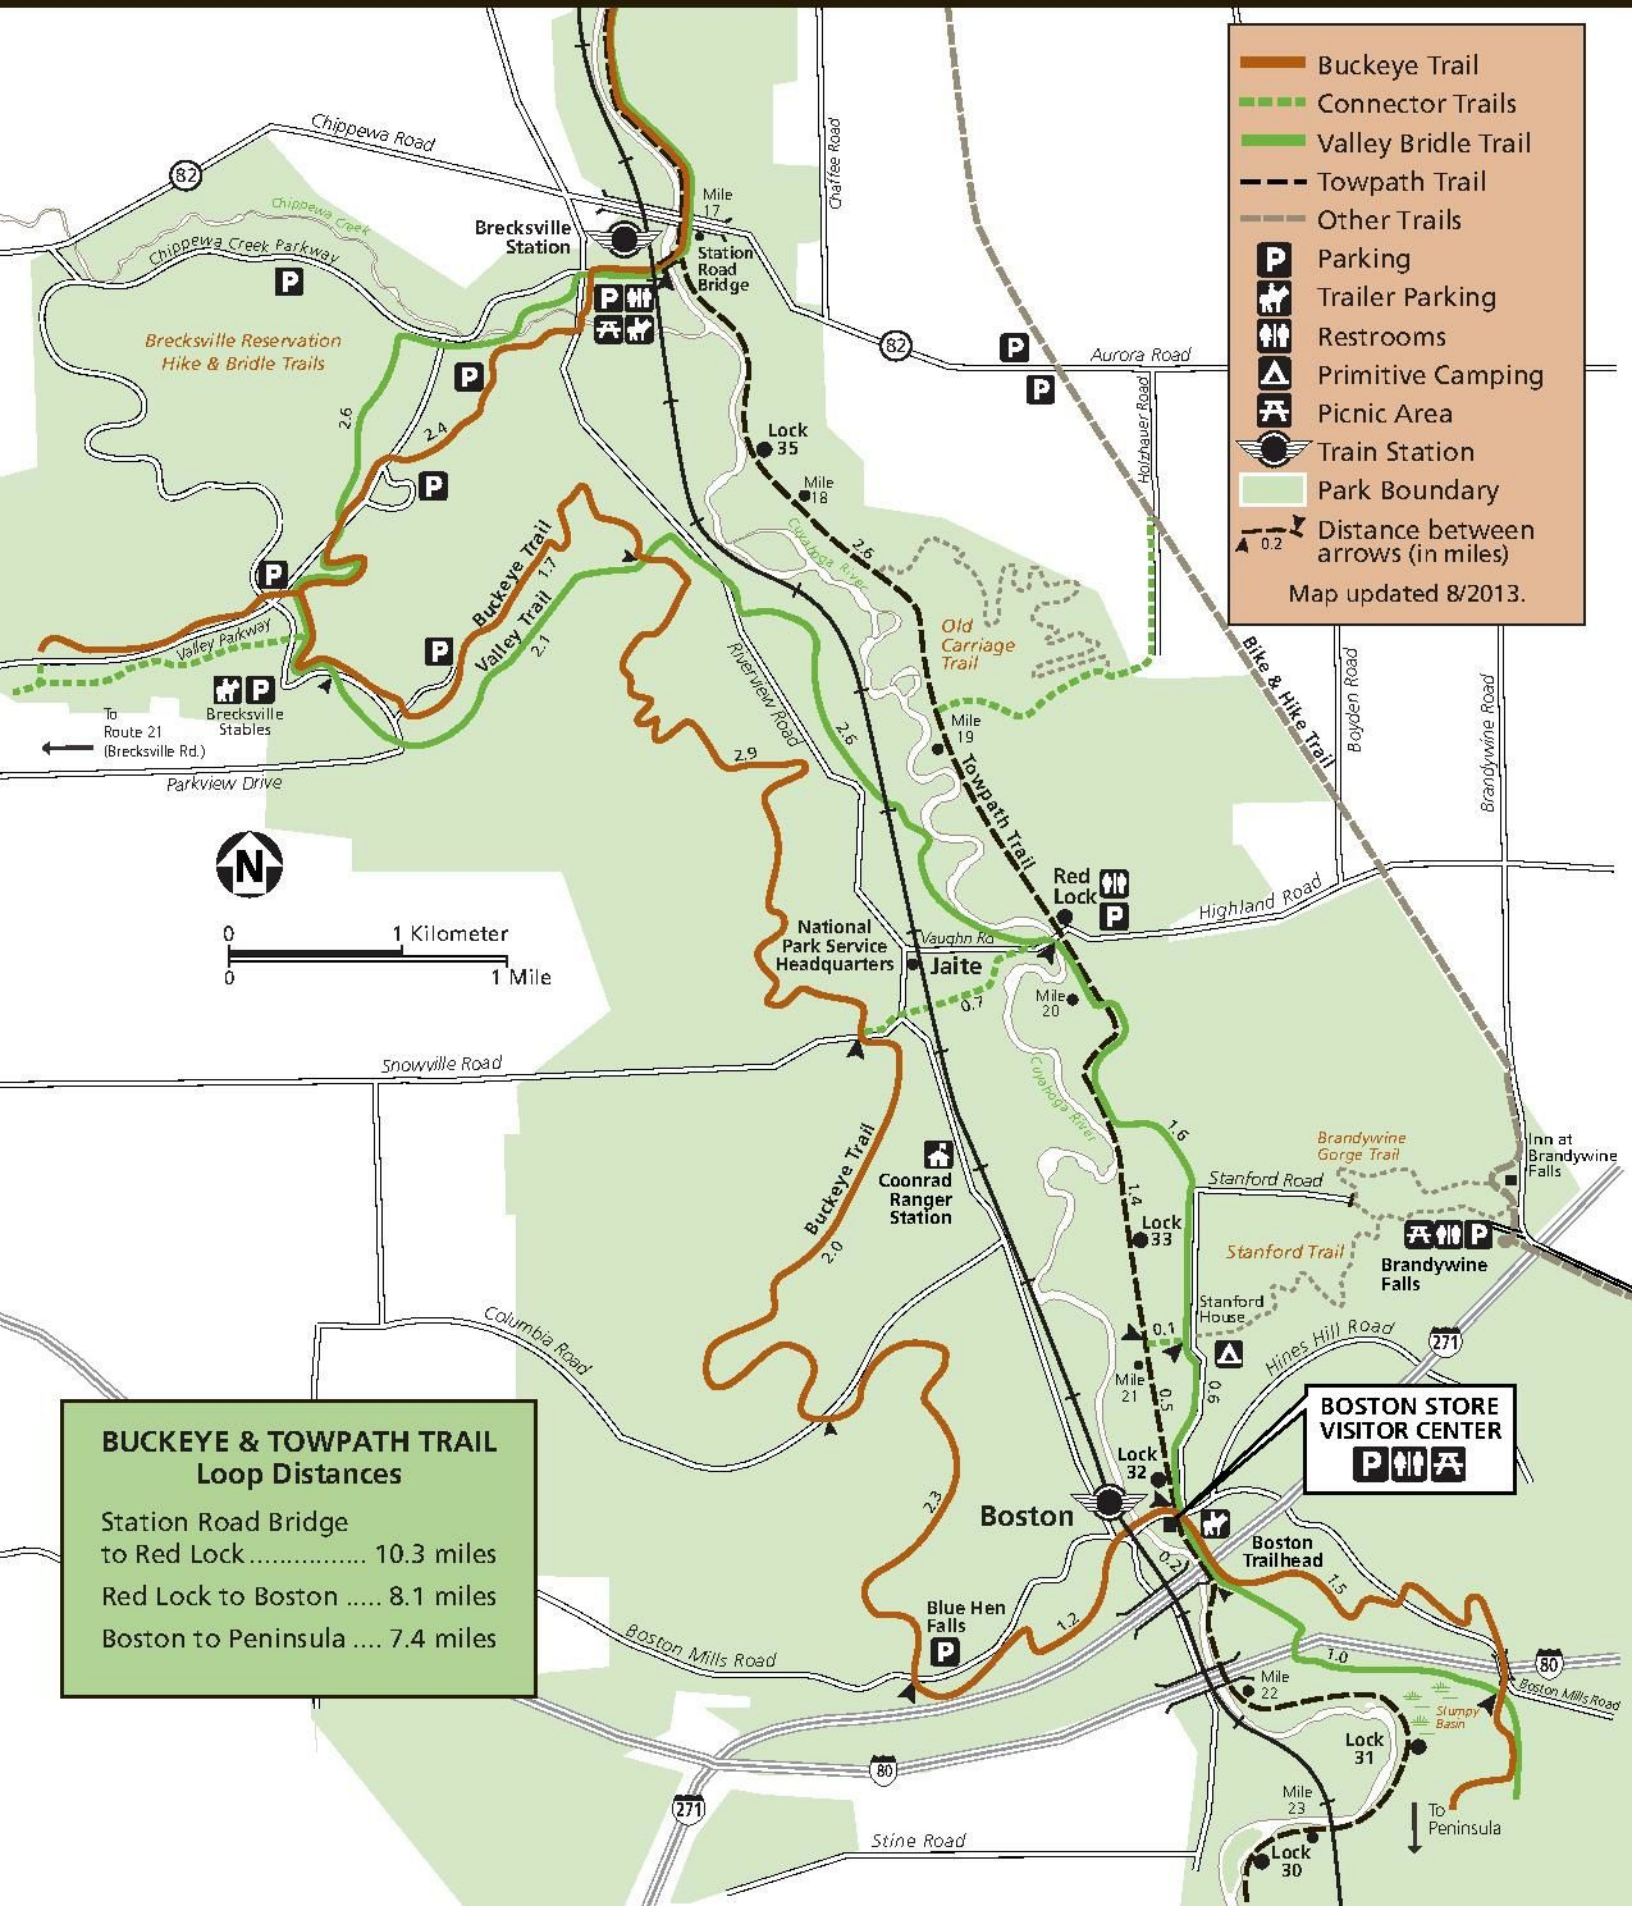 Buckeye Trail
Connector Trails
Valley Bridle Trail
Towpath Trail
Other Trails
P Parking
Trailer Parking
Restrooms
Primitive Camping
Picnic Area
Train Station
Park Boundary
0.2
Distance between
arrows (in miles)
Map updated 8/2013.
Chippewa Road
82
Chaffee Road
Chippewa Creek
Chippewa Creek Parkway
P
Brecksville
Station
Mile
17
Station
Road
Bridge
P
Brecksville Reservation
Hike & Bridle Trails
82
P
P
Aurora Road
Holzhauer Road
P
2.6
2.4
Lock
35
P
Mile
18
Cuyahoga River
2.6
Buckeye Trail
1.7
P
Valley Trail
2.1
Valley Parkway
P
Old
Carriage
Trail
Bike & Hike Trail
Boyden Road
Brandywine Road
P
Brecksville
Stables
To
Route 21
(Brecksville Rd.)
Parkview Drive
Riverview Road
2.6
2.9
Mile
19
Towpath Trail
N
0 1 Kilometer
0 1 Mile
Red
Lock
P
Highland Road
National
Park Service
Headquarters
Vaughn Rd
Jaite
0.7
Mile
20
Snowville Road
Cuyahoga River
Buckeye Trail
2.0
Coonrad
Ranger
Station
1.6
1.4
Brandywine
Gorge Trail
Inn at
Brandywine
Falls
Stanford Road
Lock
33
Stanford Trail
P
Brandywine
Falls
Stanford
House
0.1
Hines Hill Road
271
Mile
21
0.5
0.6
Columbia Road
BOSTON STORE
VISITOR CENTER
P
BUCKEYE & TOWPATH TRAIL
Loop Distances
Station Road Bridge
to Red Lock................ 10.3 miles
Red Lock to Boston ..... 8.1 miles
Boston to Peninsula .... 7.4 miles
Lock
32
Boston
2.3
0.2
Boston
Trailhead
1.5
Blue Hen
Falls
P
1.2
Boston Mills Road
1.0
80
Boston Mills Road
Mile
22
Slumpy
Basin
Lock
31
80
271
Mile
23
To
Peninsula
Stine Road
Lock
30